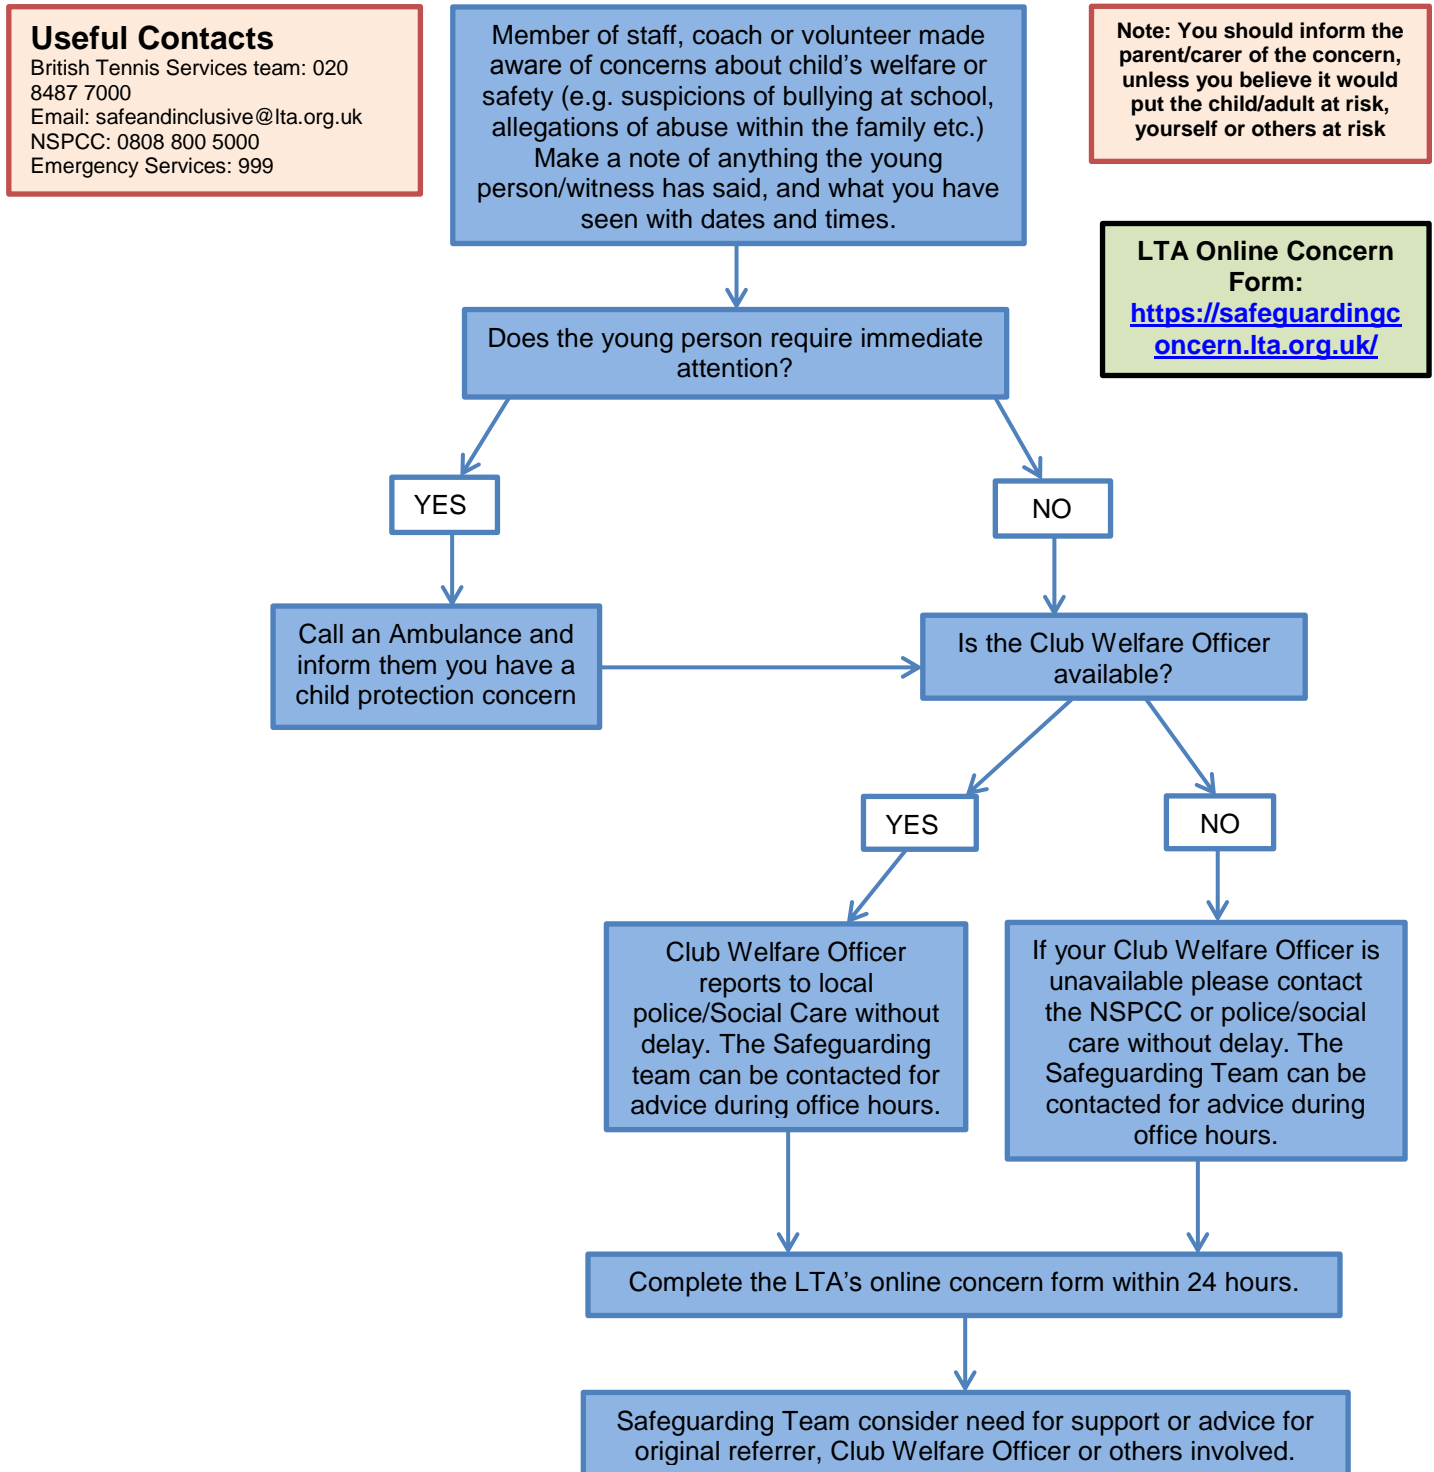 Useful Contacts
British Tennis Services team: 020
8487 7000
Email: safeandinclusive@lta.org.uk
NSPCC: 0808 800 5000
Emergency Services: 999
Member of staff, coach or volunteer made
aware of concerns about child's welfare or
safety (e.g. suspicions of bullying at school,
allegations of abuse within the family etc.)
Make a note of anything the young
person/witness has said, and what you have
seen with dates and times.
Note: You should inform the
parent/carer of the concern,
unless you believe it would
put the child/adult at risk,
yourself or others at risk
LTA Online Concern
Form:
https://safeguardingc
oncern.lta.org.uk/
Does the young person require immediate
attention?
YES
NO
Call an Ambulance and
inform them you have a
child protection concern
Is the Club Welfare Officer
available?
YES
NO
Club Welfare Officer
reports to local
police/Social Care without
delay. The Safeguarding
team can be contacted for
advice during office hours.
If your Club Welfare Officer is
unavailable please contact
the NSPCC or police/social
care without delay. The
Safeguarding Team can be
contacted for advice during
office hours.
Complete the LTA's online concern form within 24 hours.
Safeguarding Team consider need for support or advice for
original referrer, Club Welfare Officer or others involved.